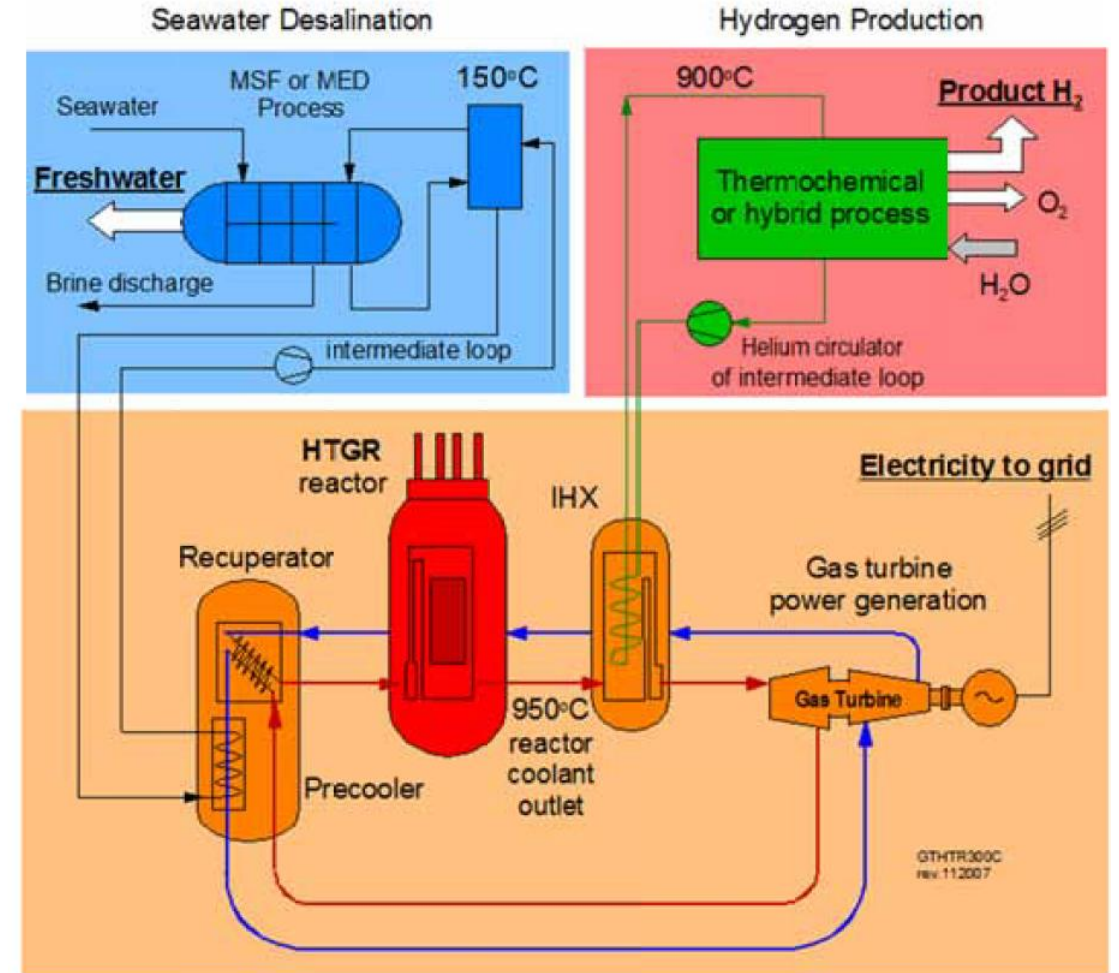 Seawater Desalination
Hydrogen Production
MSF or MED
Process
150°C
Seawater
Freshwater
Brine discharge
intermediate loop
900°C
Product H₂
Thermochemical
or hybrid process
O₂
H₂O
Helium circulator
of intermediate loop
HTGR
reactor
IHX
Electricity to grid
Recuperator
Gas turbine
power generation
Gas Turbine
950°C
reactor
coolant
outlet
Precooler
GTHTR300C
rev.112007